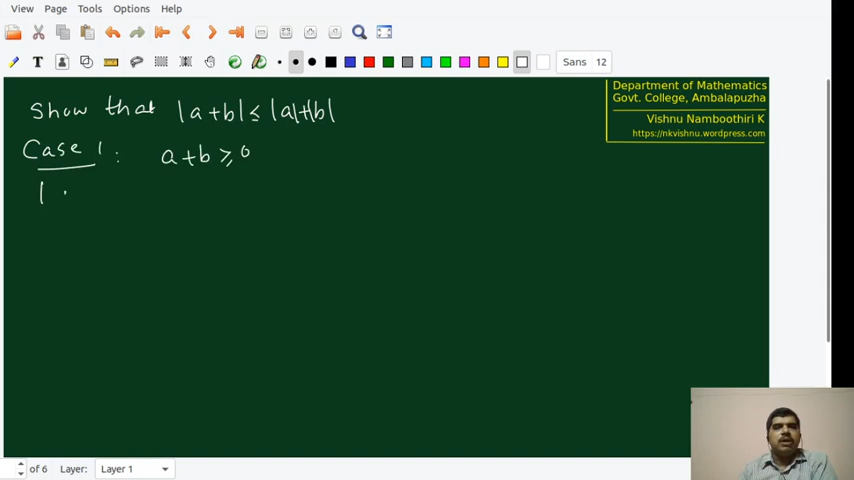 View Page Tools Options Help
Sans 12
Department of Mathematics
Govt. College, Ambalapuzha
Vishnu Namboothiri K
https://nkvishnu.wordpress.com
Show that |a+b| ≤ |a|+|b|
Case 1 : a+b ≥ 0
|
of 6 Layer: Layer 1